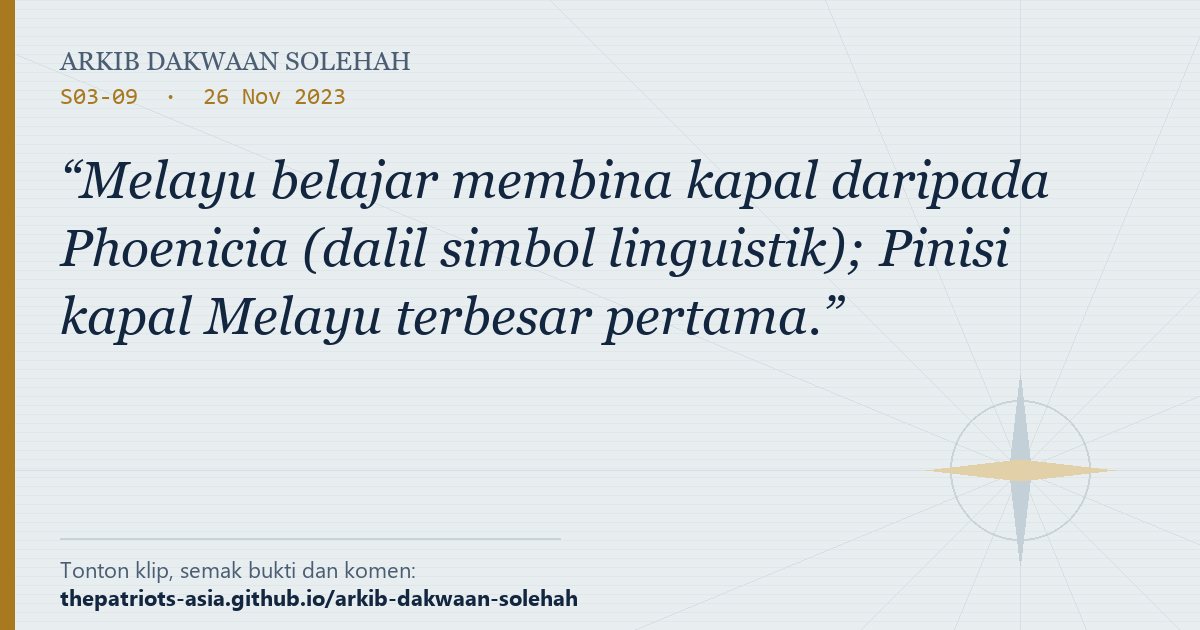 ARKIB DAKWAAN SOLEHAH
S03-09 · 26 Nov 2023
“Melayu belajar membina kapal daripada
Phoenicia (dalil simbol linguistik); Pinisi
kapal Melayu terbesar pertama.”
Tonton klip, semak bukti dan komen:
thepatriots-asia.github.io/arkib-dakwaan-solehah